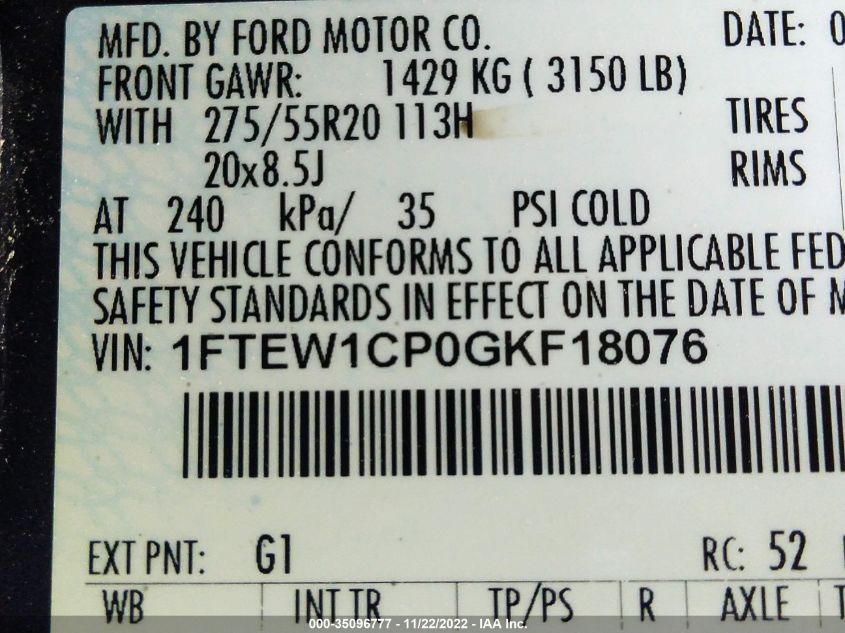 MFD. BY FORD MOTOR CO. DATE: 0
FRONT GAWR: 1429 KG ( 3150 LB)
WITH 275/55R20 113H TIRES
20x8.5J RIMS
AT 240 kPa/ 35 PSI COLD
THIS VEHICLE CONFORMS TO ALL APPLICABLE FED
SAFETY STANDARDS IN EFFECT ON THE DATE OF M
VIN: 1FTEW1CP0GKF18076
EXT PNT: G1 RC: 52
WB INT TR TP/PS R AXLE T
000-35096777 - 11/22/2022 - IAA Inc.